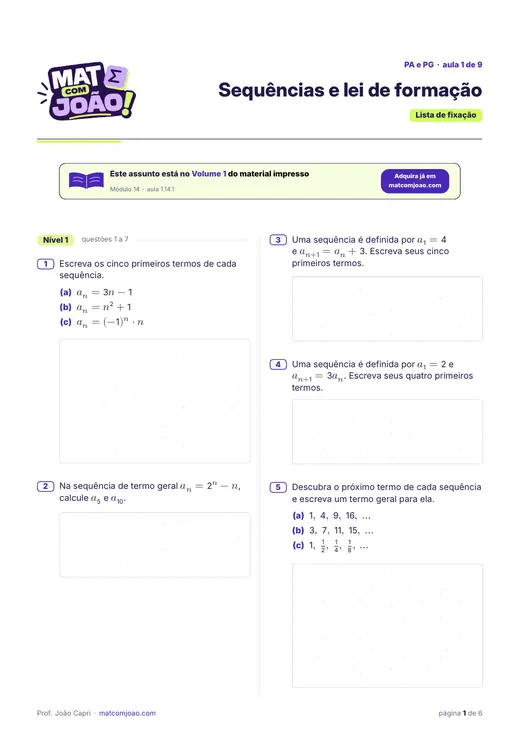 MAT Σ
COM
JOÃO!
PA e PG · aula 1 de 9
Sequências e lei de formação
Lista de fixação
Este assunto está no Volume 1 do material impresso
Módulo 14 · aula 1.14.1
Adquira já em
matcomjoao.com
Nível 1 questões 1 a 7
1 Escreva os cinco primeiros termos de cada
sequência.
(a) aₙ = 3n − 1
(b) aₙ = n² + 1
(c) aₙ = (−1)ⁿ · n
2 Na sequência de termo geral aₙ = 2ⁿ − n,
calcule a₅ e a₁₀.
3 Uma sequência é definida por a₁ = 4
e aₙ₊₁ = aₙ + 3. Escreva seus cinco
primeiros termos.
4 Uma sequência é definida por a₁ = 2 e
aₙ₊₁ = 3aₙ. Escreva seus quatro primeiros
termos.
5 Descubra o próximo termo de cada sequência
e escreva um termo geral para ela.
(a) 1, 4, 9, 16, ...
(b) 3, 7, 11, 15, ...
(c) 1, 1/2, 1/4, 1/8, ...
Prof. João Capri · matcomjoao.com
página 1 de 6